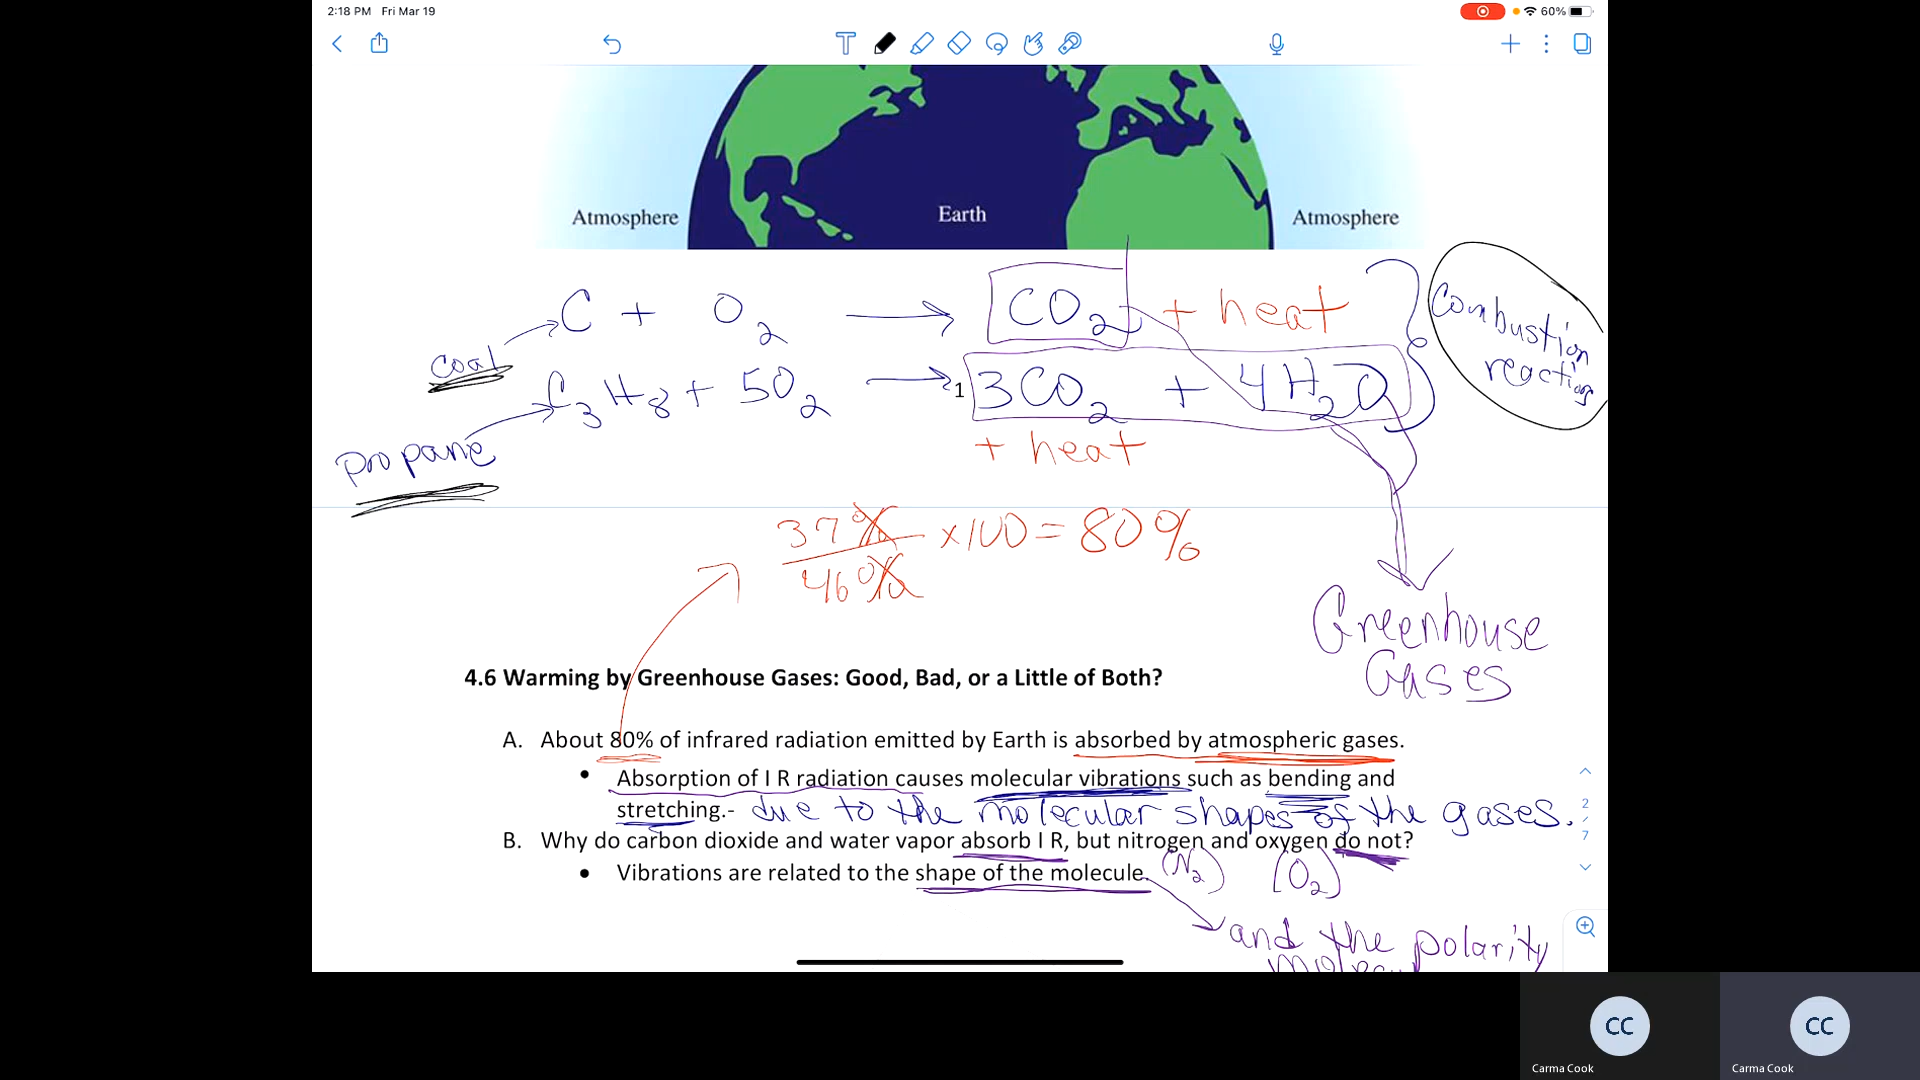 2:18 PM Fri Mar 19
60%
Atmosphere Earth Atmosphere
C + O2 → CO2 + heat
coal
C3H8 + 5O2 → 1 3CO2 + 4H2O
+ heat
Combustion
reactions
propane
37% / 46% x100 = 80%
Greenhouse
Gases
4.6 Warming by Greenhouse Gases: Good, Bad, or a Little of Both?
A. About 80% of infrared radiation emitted by Earth is absorbed by atmospheric gases.
• Absorption of I R radiation causes molecular vibrations such as bending and
stretching.- due to the molecular shapes of the gases.
B. Why do carbon dioxide and water vapor absorb I R, but nitrogen and oxygen do not?
• Vibrations are related to the shape of the molecule. (N2) (O2)
and the polarity
2
7
CC CC
Carma Cook Carma Cook